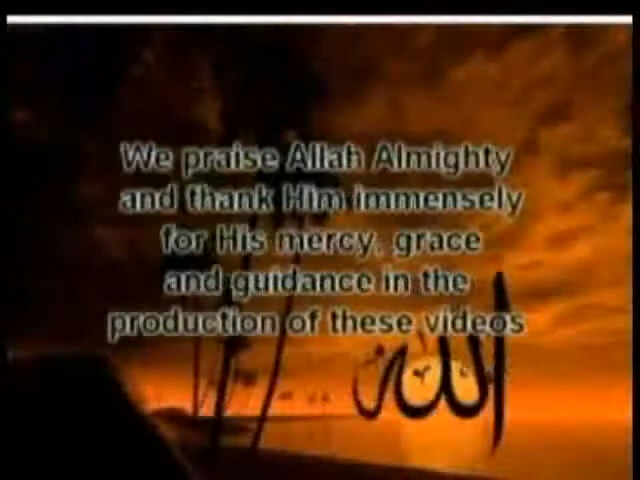 We praise Allah Almighty
and thank Him immensely
for His mercy, grace
and guidance in the
production of these videos
الله